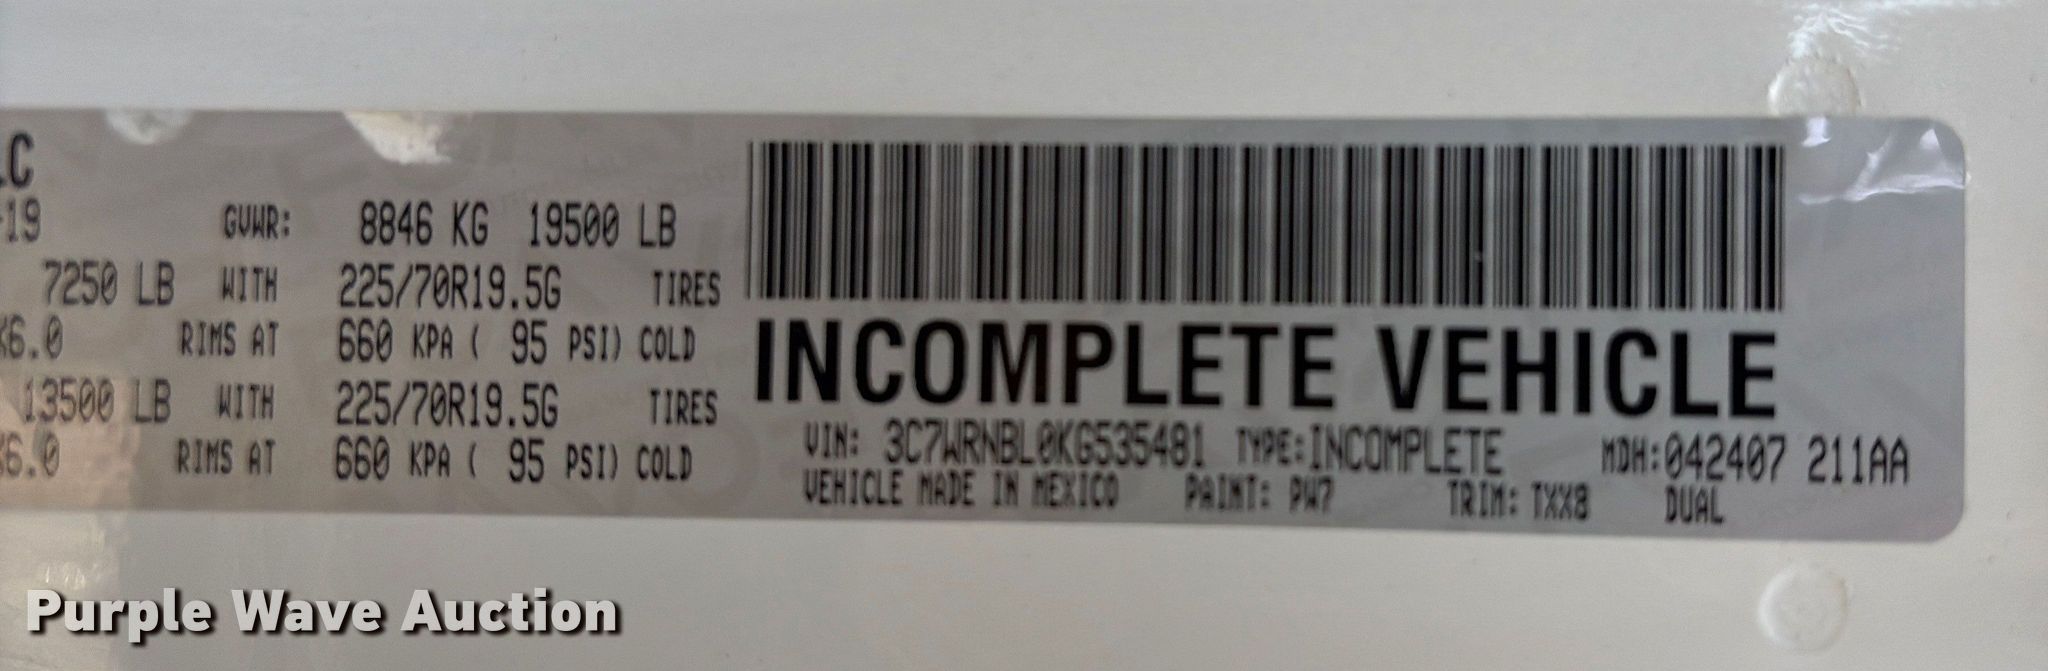 LC
-19 GVWR: 8846 KG 19500 LB
7250 LB WITH 225/70R19.5G TIRES
X6.0 RIMS AT 660 KPA ( 95 PSI) COLD
13500 LB WITH 225/70R19.5G TIRES
X6.0 RIMS AT 660 KPA ( 95 PSI) COLD
INCOMPLETE VEHICLE
VIN: 3C7WRNBL0KG535481 TYPE:INCOMPLETE MDH:042407 211AA
VEHICLE MADE IN MEXICO PAINT: PW7 TRIM: TXX8 DUAL
Purple Wave Auction